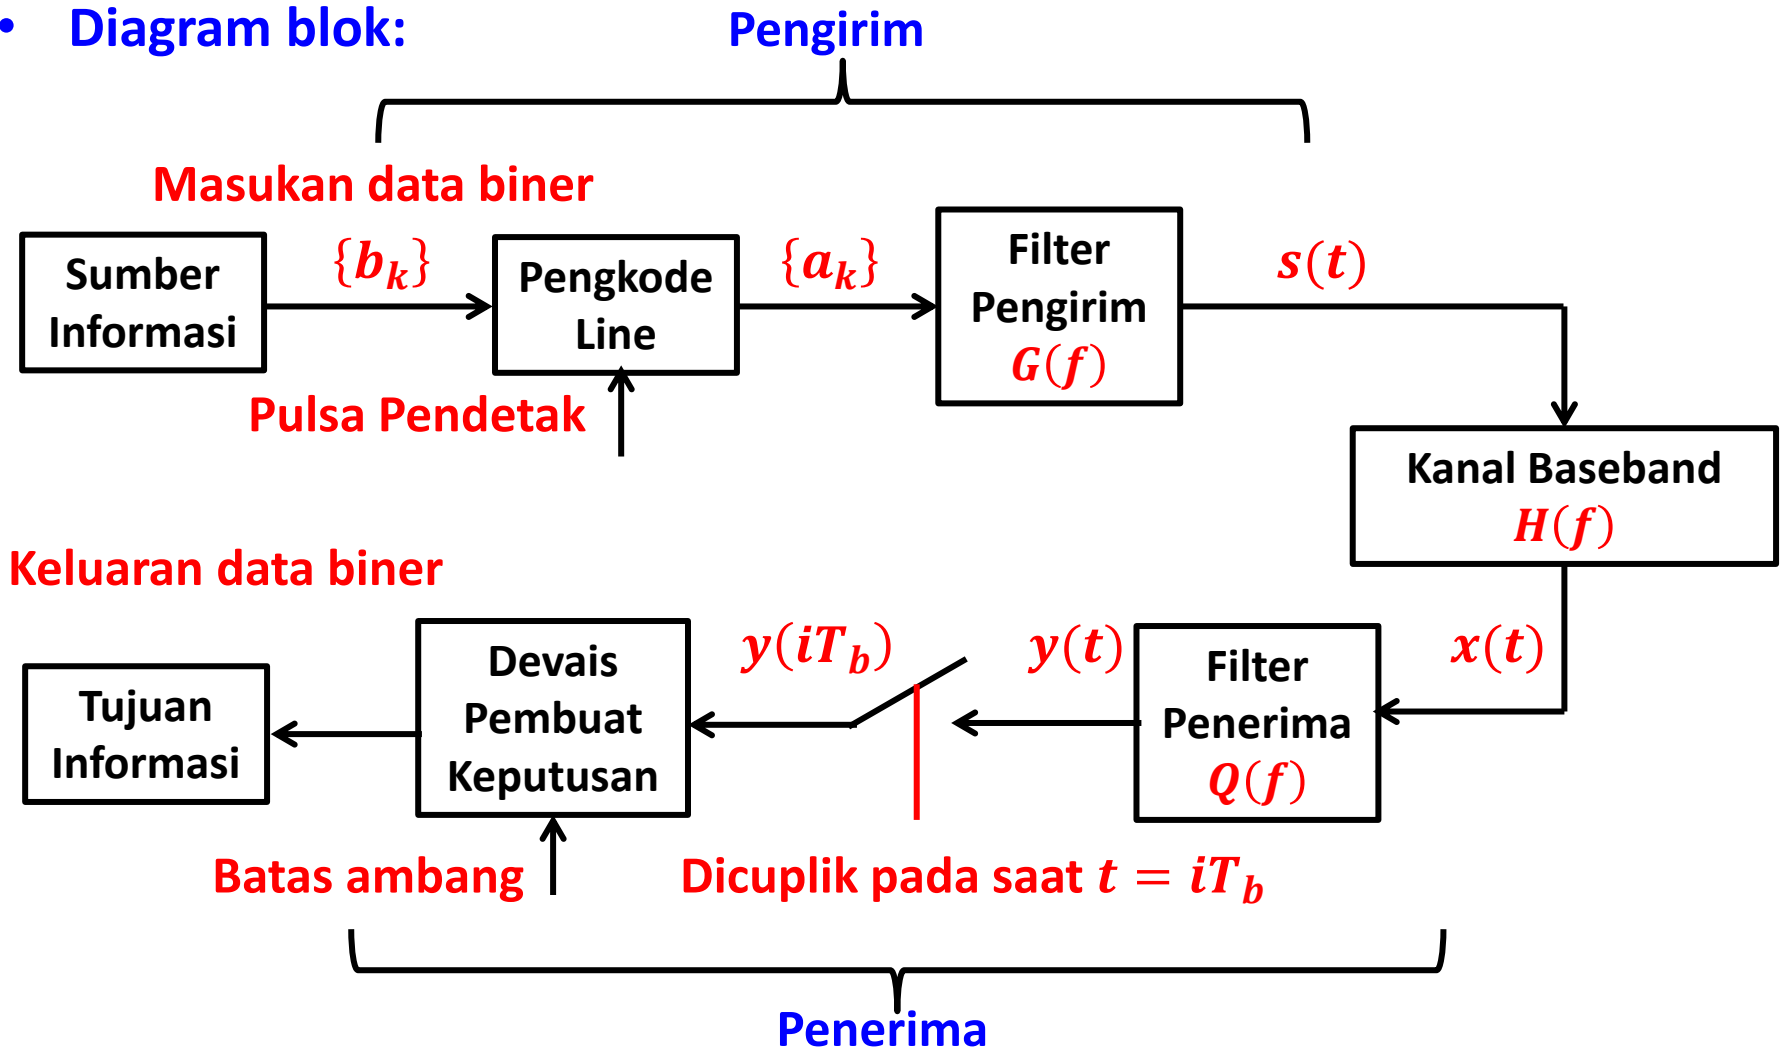 • Diagram blok:
Pengirim
Masukan data biner
Sumber
Informasi
{b_k}
Pengkode
Line
Pulsa Pendetak
{a_k}
Filter
Pengirim
G(f)
s(t)
Kanal Baseband
H(f)
x(t)
Filter
Penerima
Q(f)
y(t)
Dicuplik pada saat t = iT_b
y(iT_b)
Devais
Pembuat
Keputusan
Batas ambang
Keluaran data biner
Tujuan
Informasi
Penerima